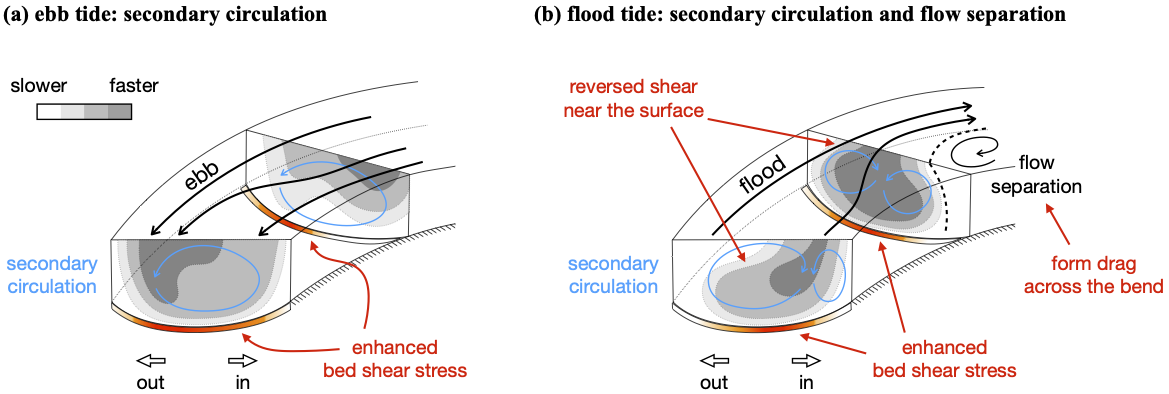 (a) ebb tide: secondary circulation
slower faster
ebb
secondary
circulation
enhanced
bed shear stress
out in
(b) flood tide: secondary circulation and flow separation
reversed shear
near the surface
flood
flow
separation
secondary
circulation
form drag
across the bend
enhanced
bed shear stress
out in